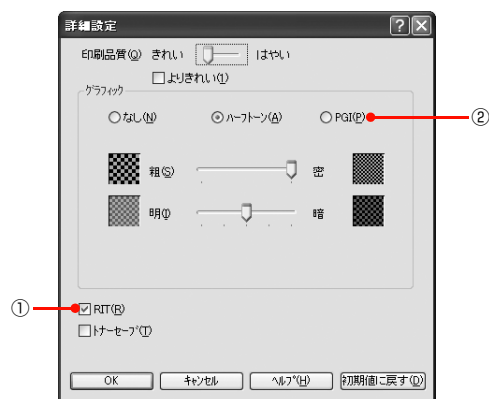 詳細設定
印刷品質(Q) きれい はやい
よりきれい(1)
グラフィック
なし(N) ハーフトーン(A) PGI(P) ②
粗(S) 密
明(I) 暗
① RIT(R)
トナーセーブ(T)
OK キャンセル ヘルプ(H) 初期値に戻す(D)